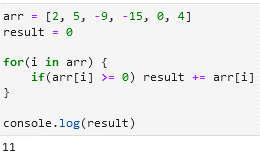 arr = [2, 5, -9, -15, 0, 4]
result = 0
for(i in arr) {
    if(arr[i] >= 0) result += arr[i]
}
console.log(result)
11